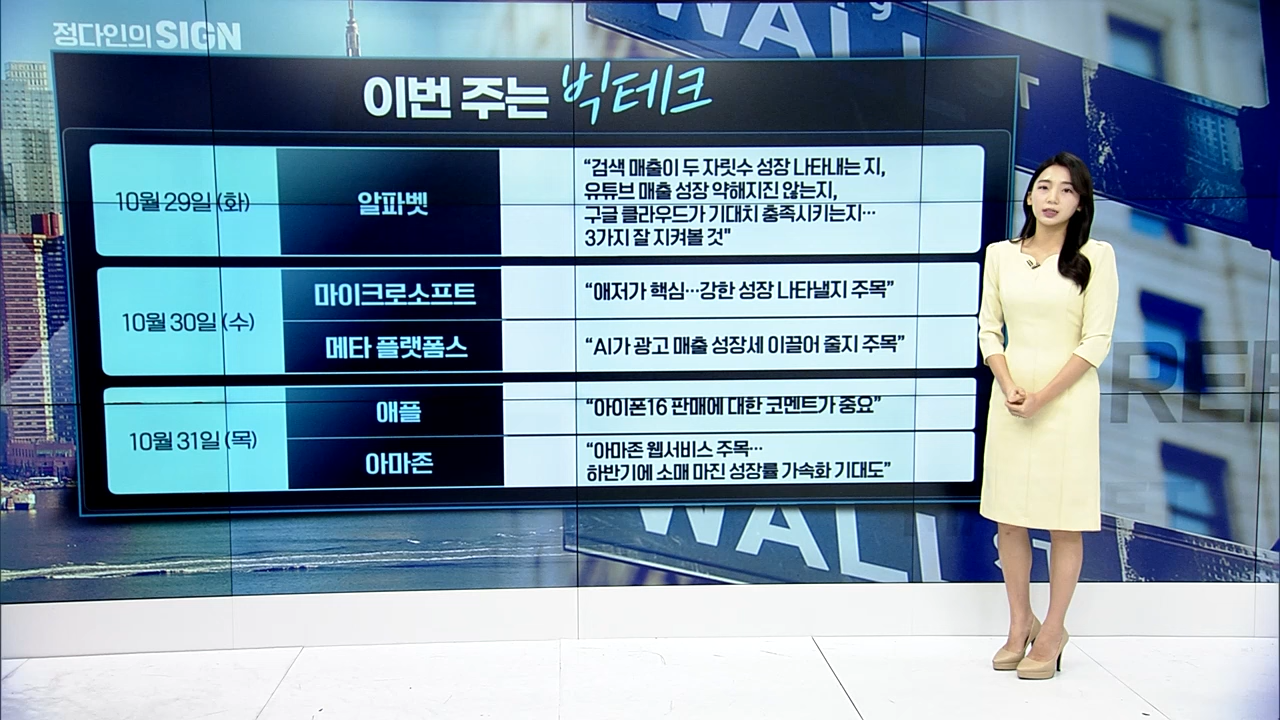 정다인의 SIGN
이번 주는 빅테크
10월 29일 (화)
알파벳
“검색 매출이 두 자릿수 성장 나타내는 지,
유튜브 매출 성장 약해지진 않는지,
구글 클라우드가 기대치 충족시키는지…
3가지 잘 지켜볼 것”
10월 30일 (수)
마이크로소프트
“애저가 핵심…강한 성장 나타낼지 주목”
메타 플랫폼스
“AI가 광고 매출 성장세 이끌어 줄지 주목”
10월 31일 (목)
애플
“아이폰16 판매에 대한 코멘트가 중요”
아마존
“아마존 웹서비스 주목…
하반기에 소매 마진 성장률 가속화 기대도”
WALL
ST
WALL ST